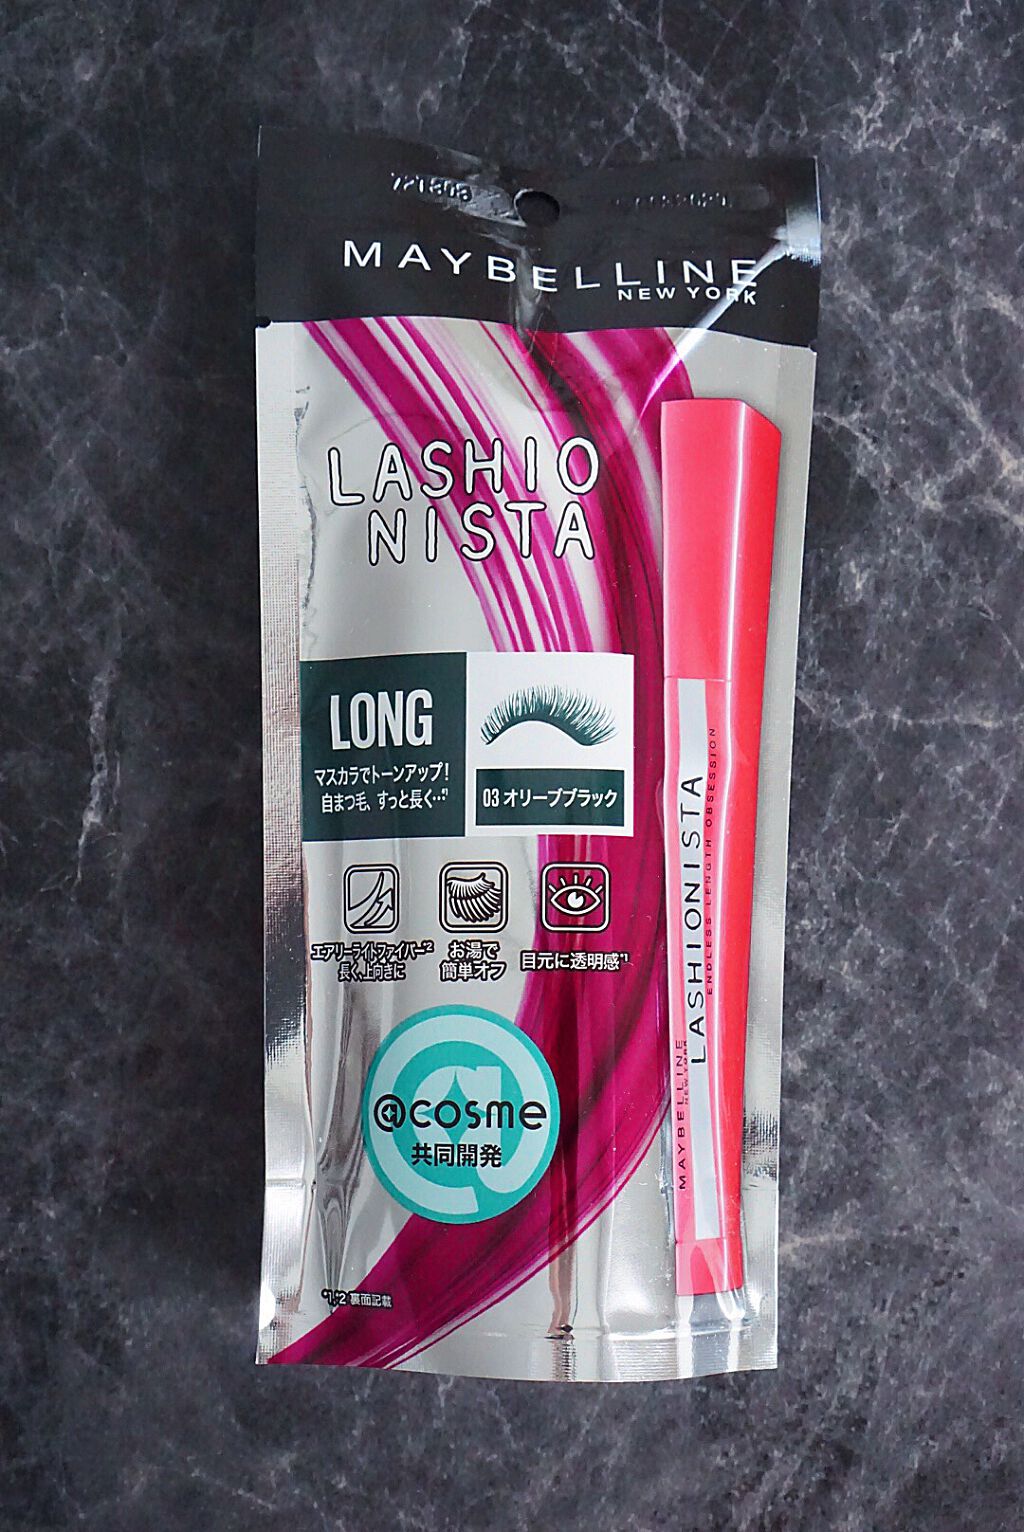 MAYBELLINE
NEW YORK
LASHIO
NISTA
LONG
マスカラでトーンアップ!
自まつ毛、すっと長く…*1
03 オリーブブラック
エアリーライトファイバー*2
長く、上向きに
お湯で
簡単オフ
目元に透明感*1
@cosme
共同開発
*1,*2 裏面記載
LASHIONISTA
ENDLESS LENGTH OBSESSION
MAYBELLINE
NEW YORK